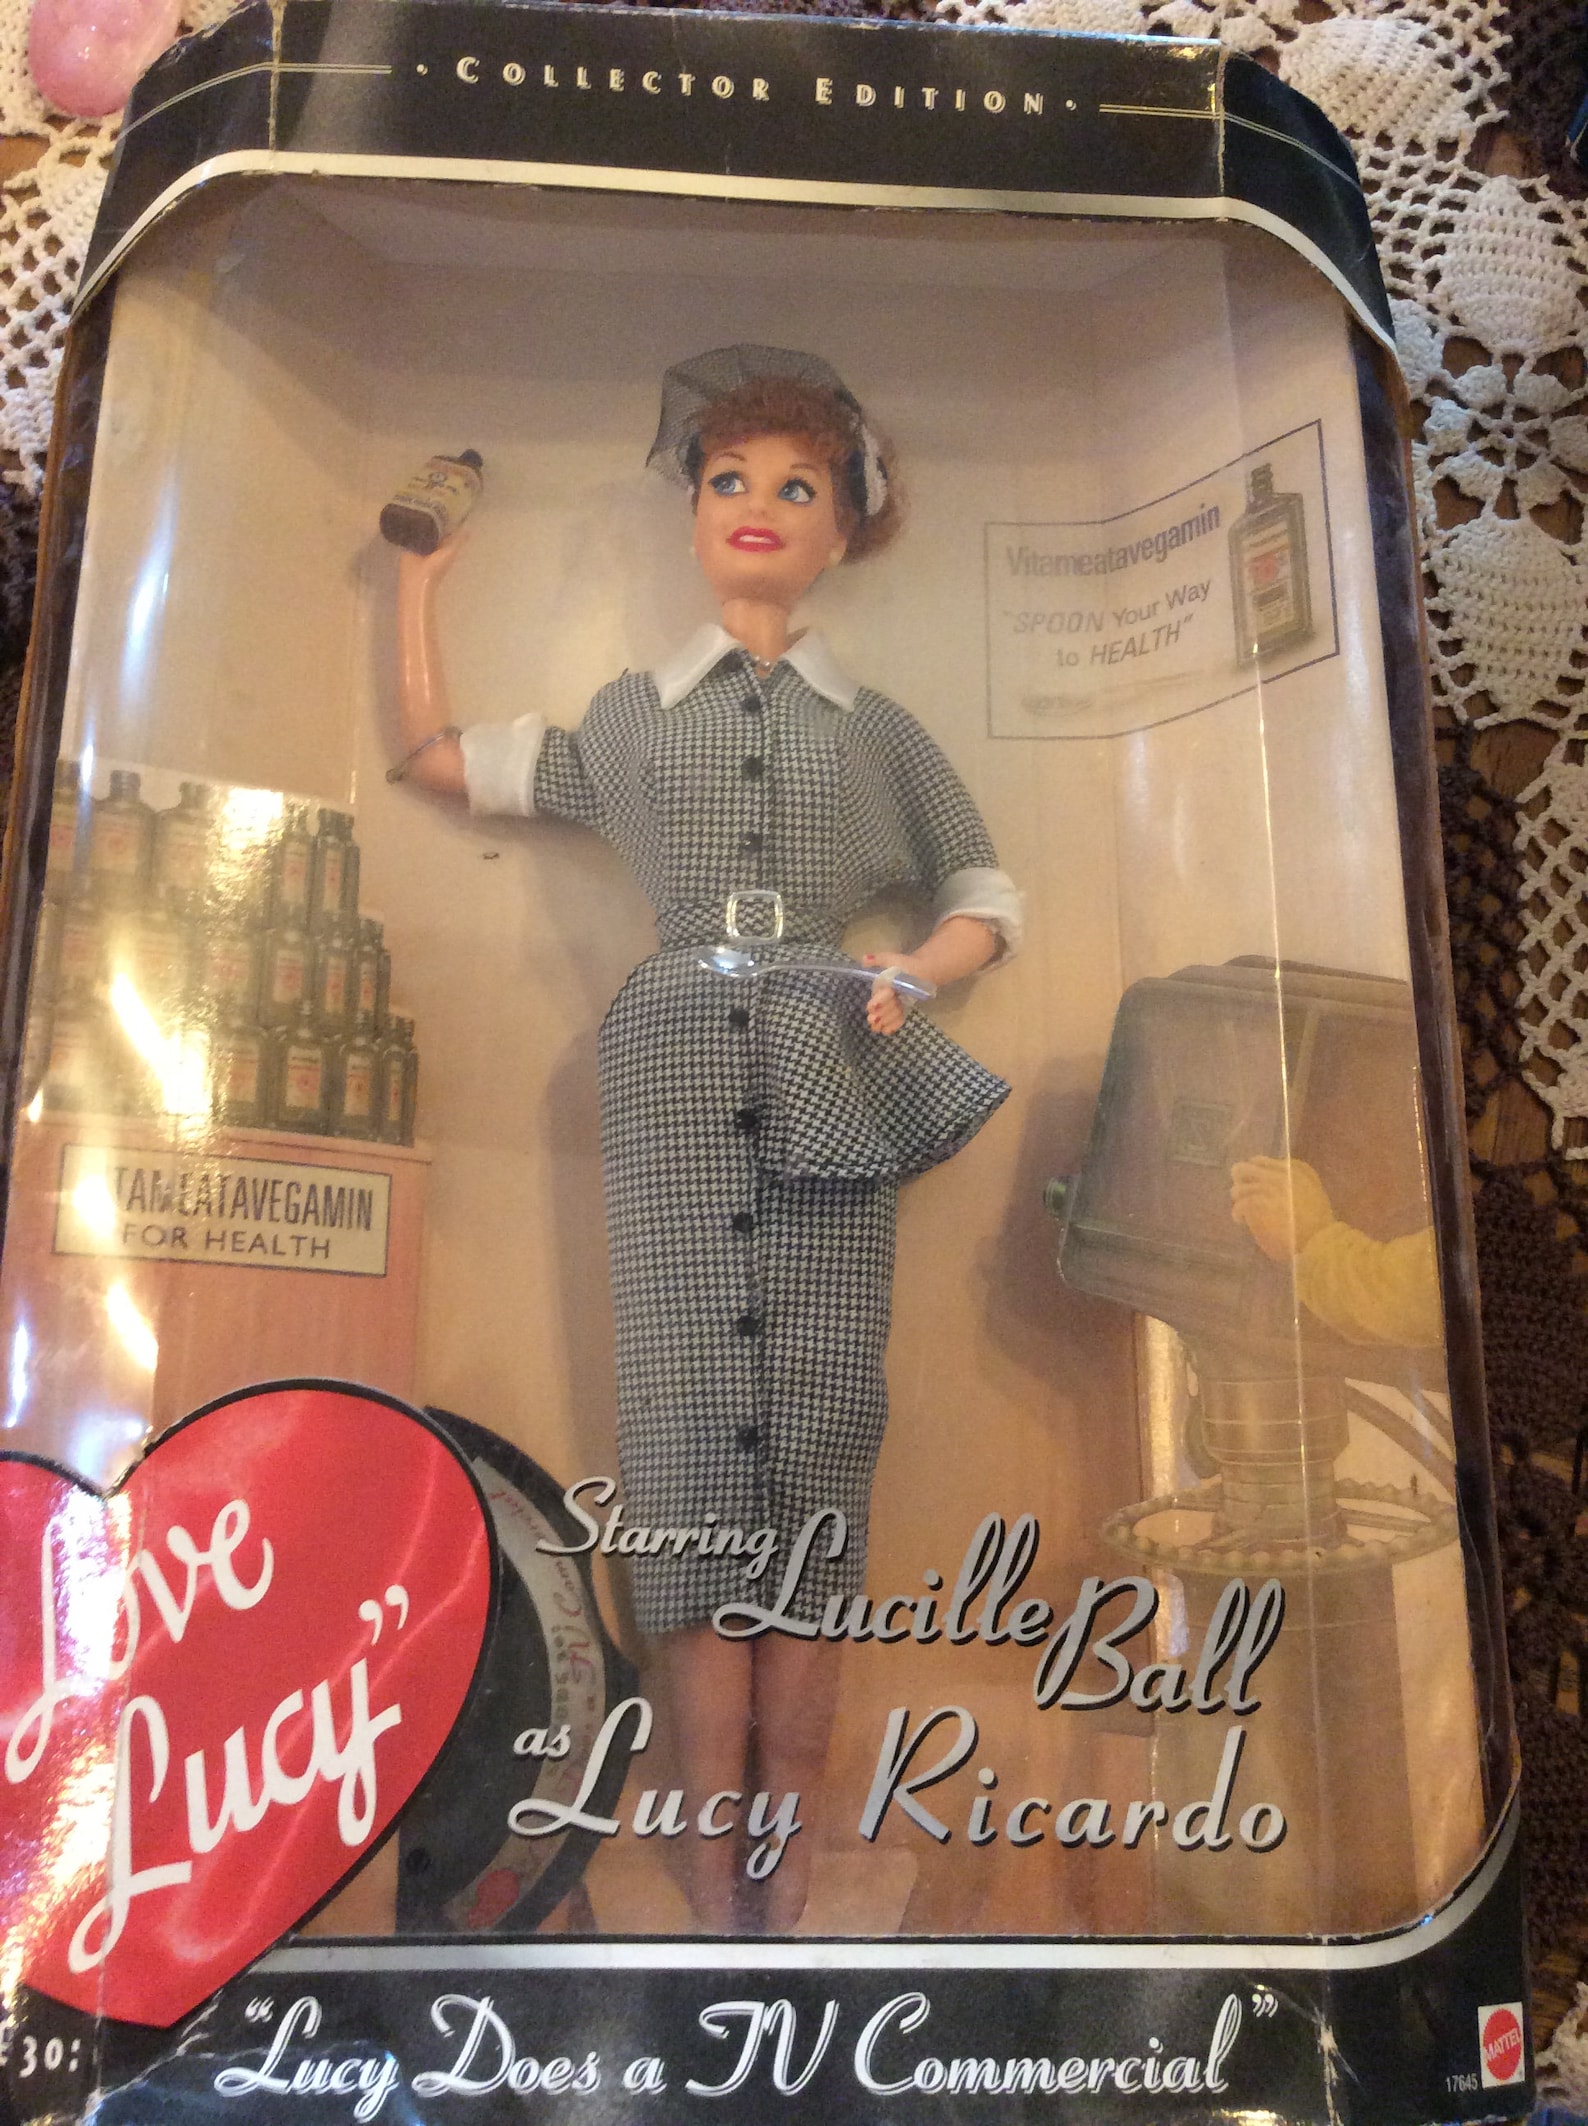 • COLLECTOR EDITION •
Vitameatavegamin
"SPOON Your Way
to HEALTH"
TAMEATAVEGAMIN
FOR HEALTH
Love
Lucy"
Starring
Lucille Ball
as Lucy Ricardo
30:
"Lucy Does a TV Commercial"
MATTEL
17645